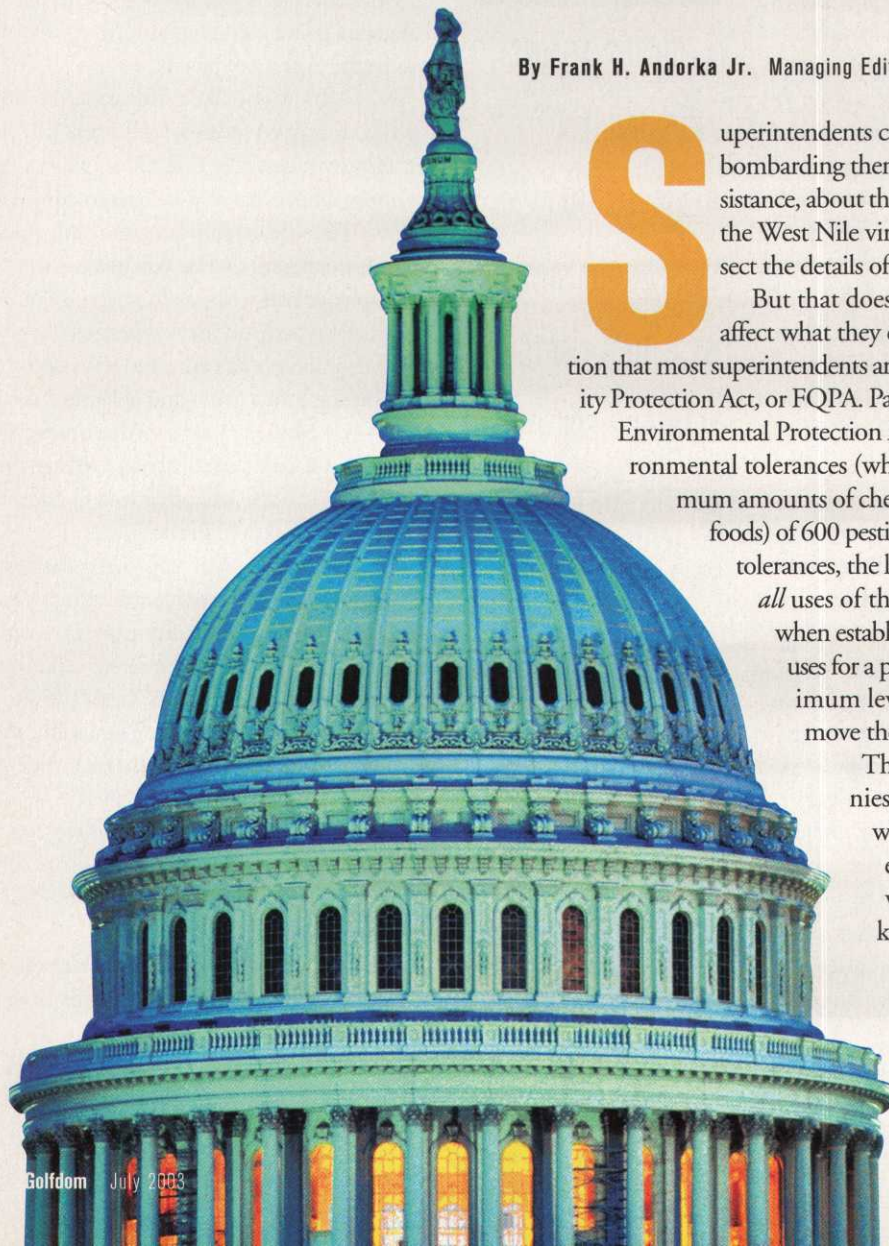 By Frank H. Andorka Jr. Managing Edi
Superintendents c
bombarding ther
sistance, about th
the West Nile vir
sect the details of
But that does
affect what they
tion that most superintendents ar
ity Protection Act, or FQPA. Pa
Environmental Protection
ronmental tolerances (wh
mum amounts of che
foods) of 600 pesti
tolerances, the l
all uses of th
when establ
uses for a p
imum lev
move the
Th
nies
w
k
Golfdom July 2003